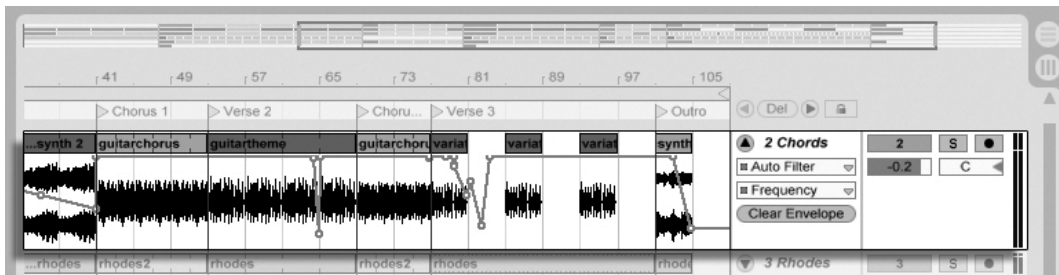 41 49 57 65 73 81 89 97 105
Chorus 1 Verse 2 Choru... Verse 3 Outro Del
...synth 2 guitarchorus guitartheme guitarchoru variat variat variat synth 2 Chords 2 S
Auto Filter -0.2 C
Frequency
Clear Envelope
...rhodes rhodes2 rhodes rhodes2 rhodes rhode 3 Rhodes 3 S